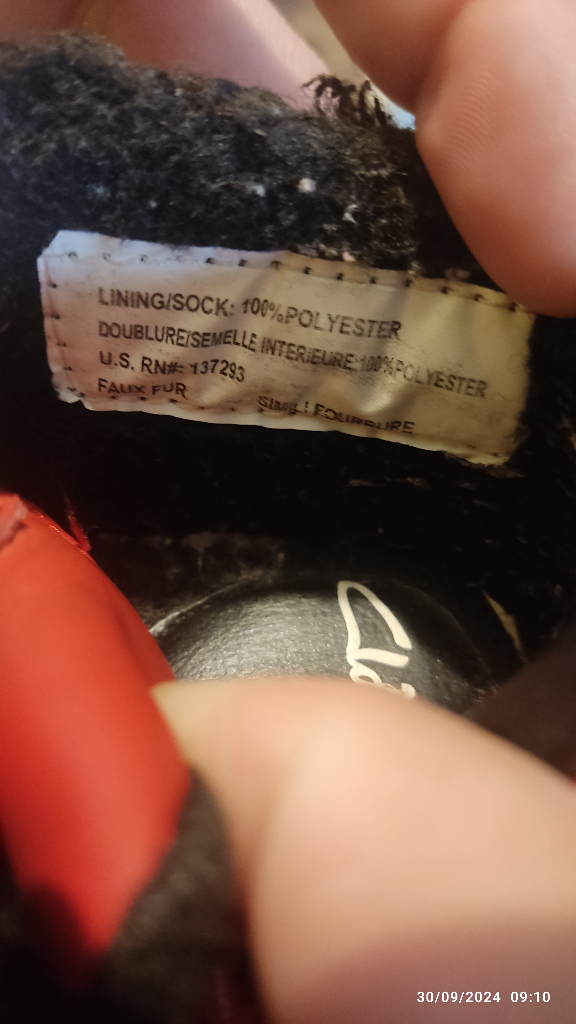 LINING/SOCK: 100%POLYESTER
DOUBLURE/SEMELLE INTERIEURE:100%POLYESTER
U.S. RN#: 137293
FAUX FUR
FOURRURE
Cla
30/09/2024 09:10